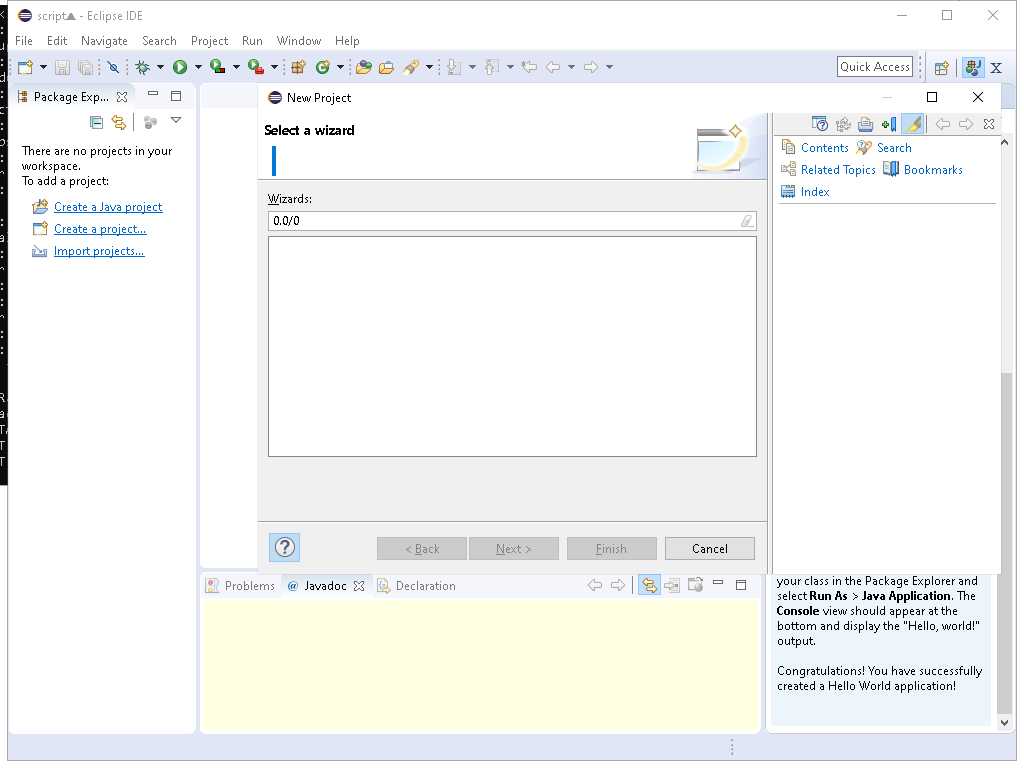 script▲ - Eclipse IDE
File Edit Navigate Search Project Run Window Help
Quick Access
Package Exp...
There are no projects in your
workspace.
To add a project:
Create a Java project
Create a project...
Import projects...
New Project
Select a wizard
Wizards:
0.0/0
< Back Next > Finish Cancel
Contents Search
Related Topics Bookmarks
Index
Problems @ Javadoc Declaration
your class in the Package Explorer and
select Run As > Java Application. The
Console view should appear at the
bottom and display the "Hello, world!"
output.
Congratulations! You have successfully
created a Hello World application!